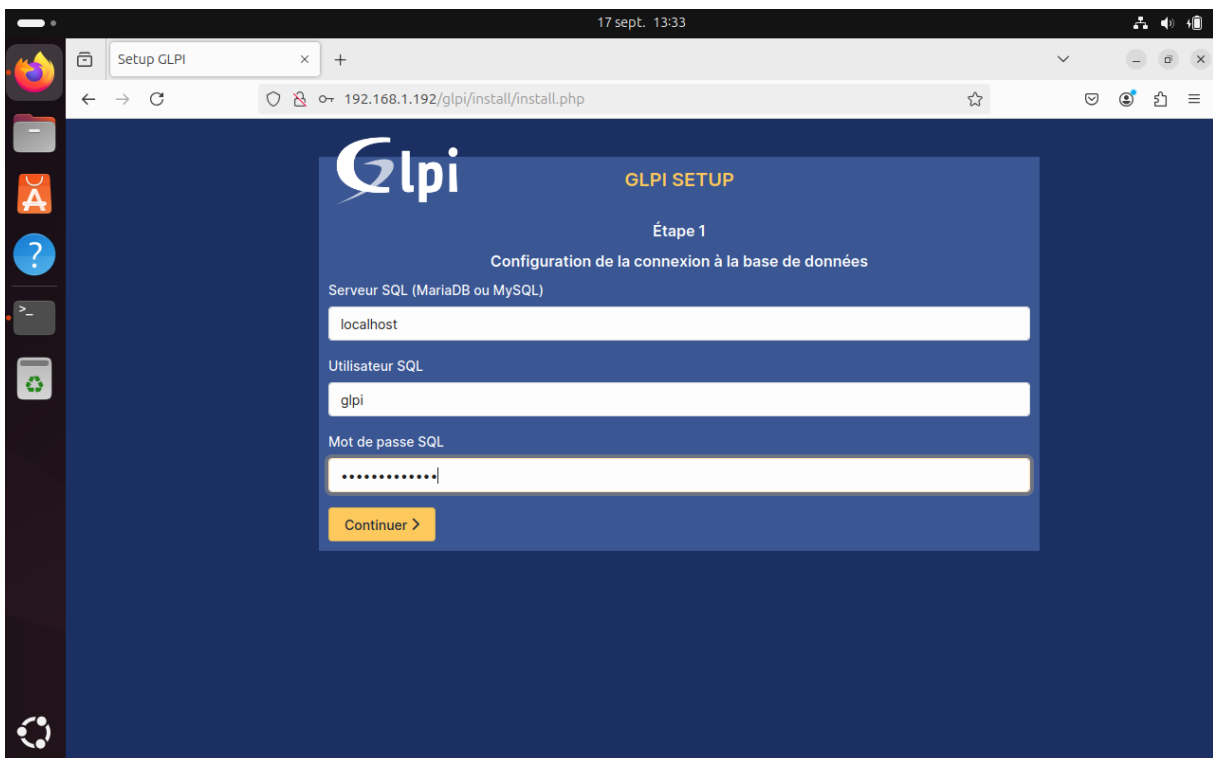 17 sept. 13:33
Setup GLPI
192.168.1.192/glpi/install/install.php
Glpi
GLPI SETUP
Étape 1
Configuration de la connexion à la base de données
Serveur SQL (MariaDB ou MySQL)
localhost
Utilisateur SQL
glpi
Mot de passe SQL
•••••••••••••
Continuer